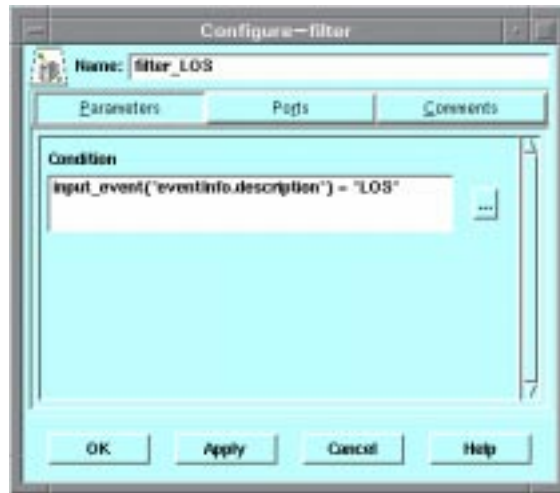 Configure-filter
Name: filter_LOS
Parameters Ports Comments
Condition
input_event("eventinfo.description") = "LOS"
...
OK Apply Cancel Help